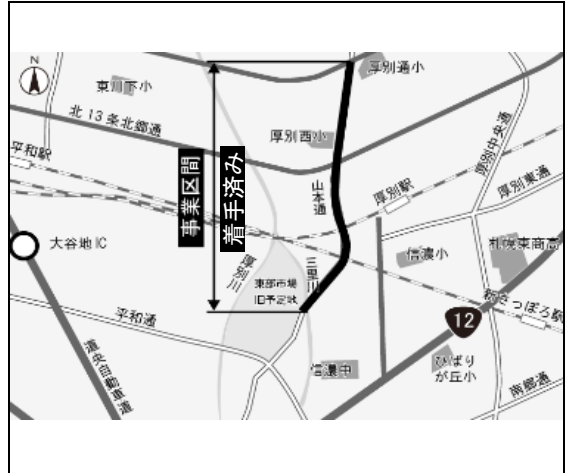 N
厚別通小
東川下小
北13条北郷通
厚別西小
厚別中央通
平和駅
事業区間
着手済み
山本通
厚別駅
厚別東通
大谷地IC
信濃小
札幌東商高
厚別川
三里川
東部市場
旧予定地
新さっぽろ駅
平和通
12
道央自動車道
信濃中
ひばり
が丘小
南郷通